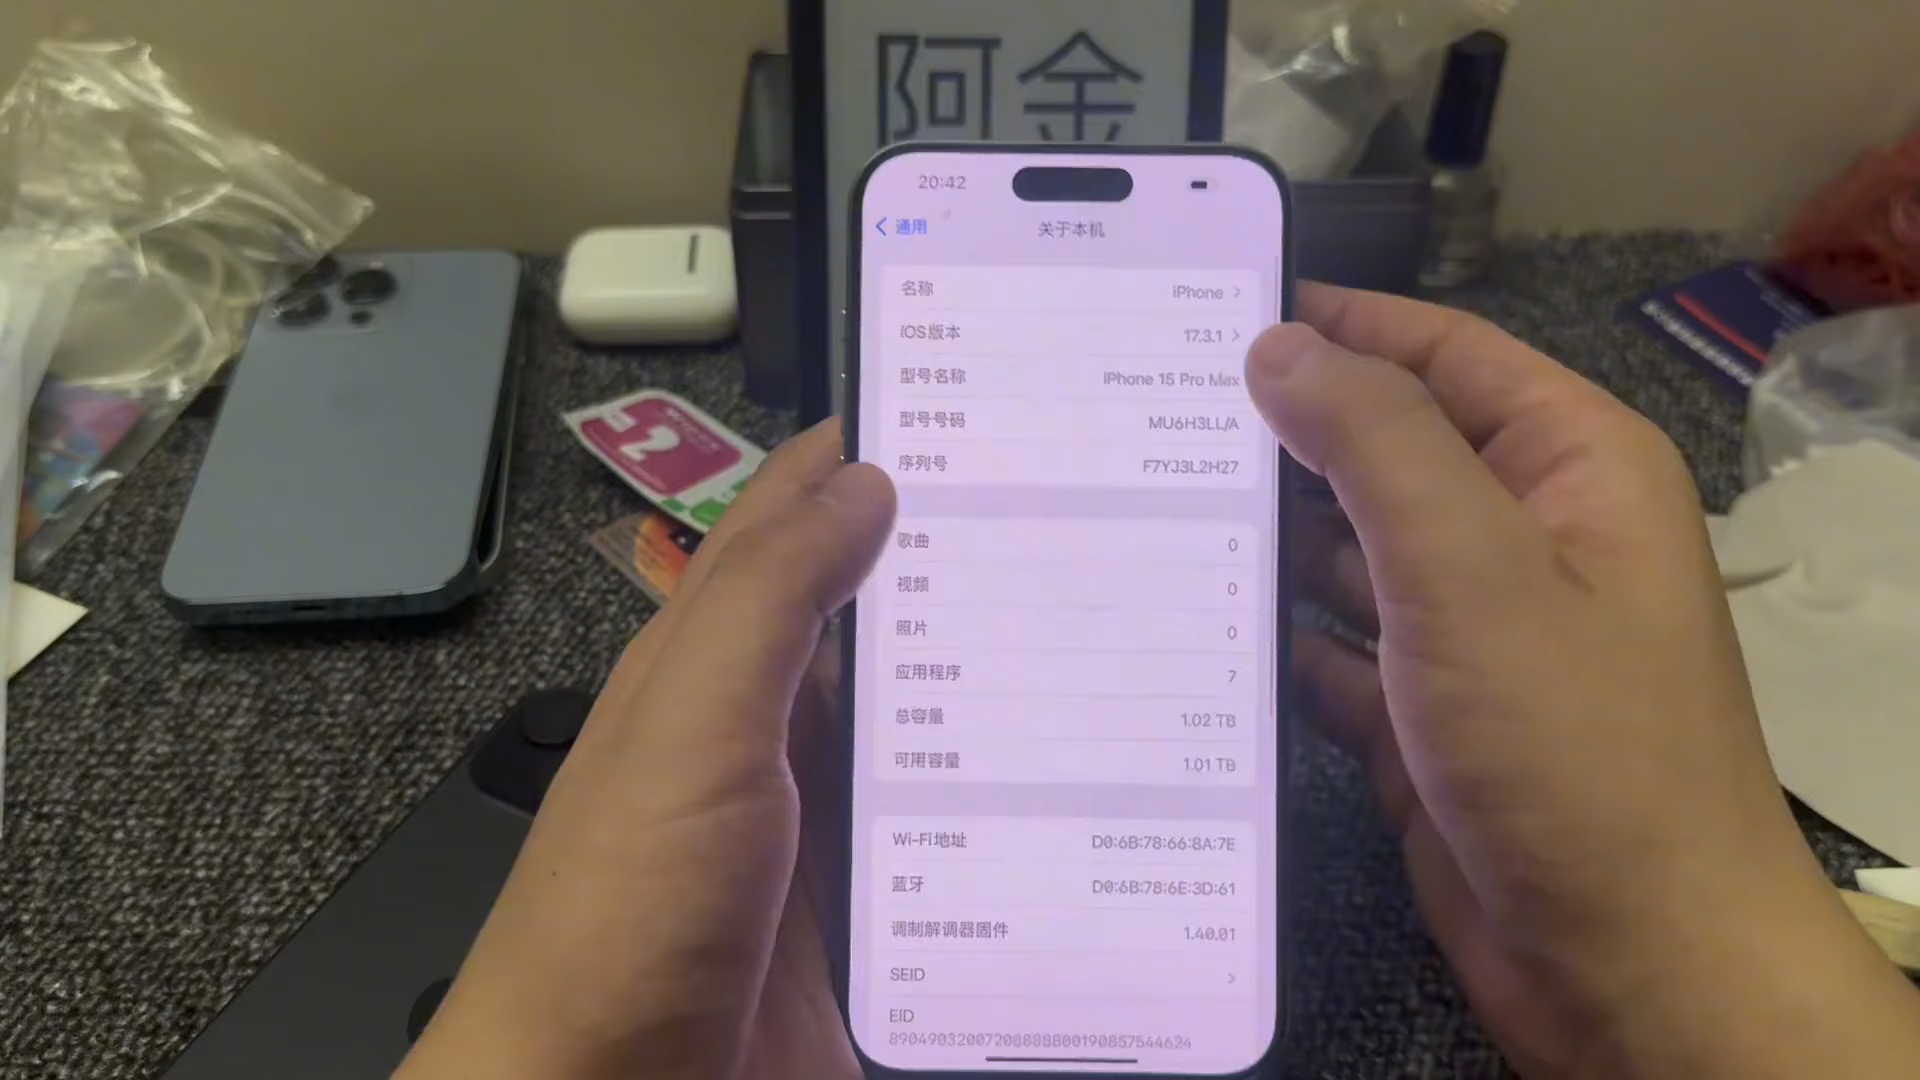 阿金
20:42
通用
关于本机
名称 iPhone
iOS版本 17.3.1
型号名称 iPhone 15 Pro Max
型号号码 MU6H3LL/A
序列号 F7YJ3L2H27
歌曲 0
视频 0
照片 0
应用程序 7
总容量 1.02 TB
可用容量 1.01 TB
Wi-Fi地址 D0:6B:78:66:8A:7E
蓝牙 D0:6B:78:6E:3D:61
调制解调器固件 1.40.01
SEID
EID
2